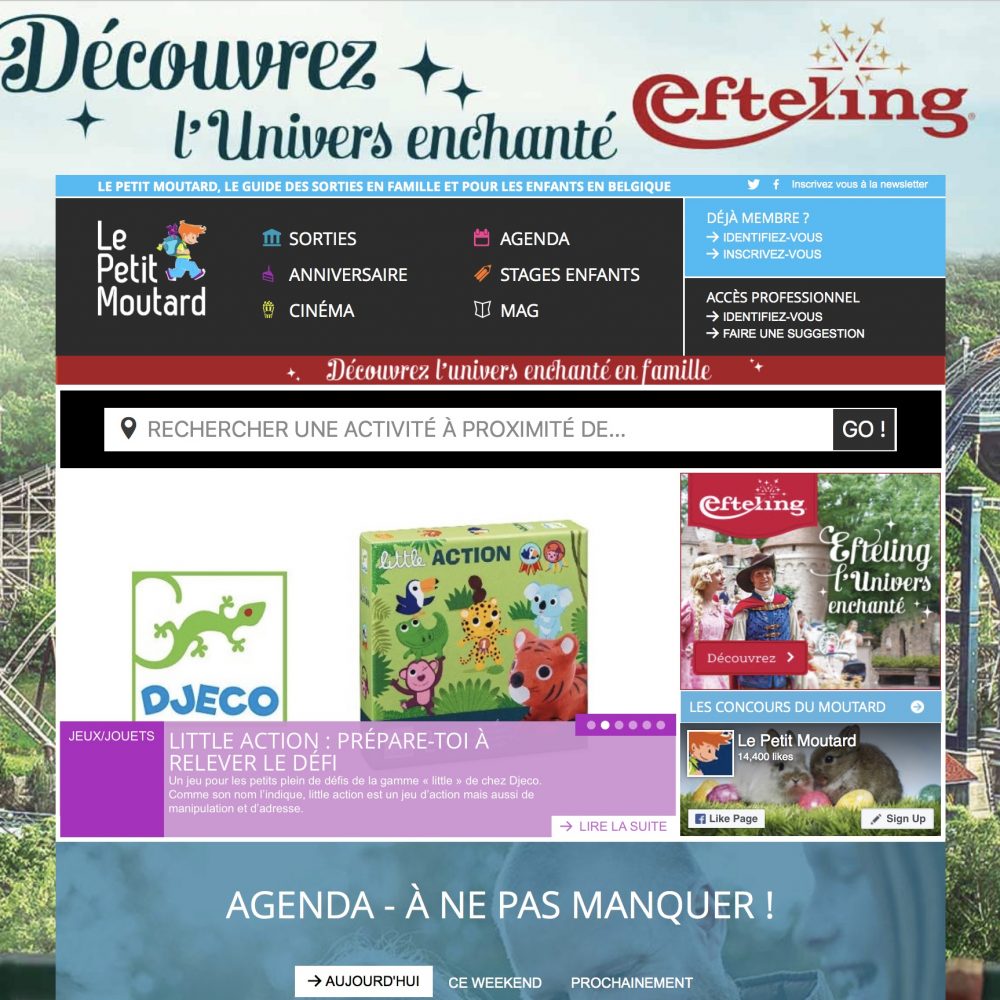 Découvrez
l'Univers enchanté
efteling®
LE PETIT MOUTARD, LE GUIDE DES SORTIES EN FAMILLE ET POUR LES ENFANTS EN BELGIQUE
Inscrivez vous à la newsletter
Le
Petit
Moutard
SORTIES
ANNIVERSAIRE
CINÉMA
AGENDA
STAGES ENFANTS
MAG
DÉJÀ MEMBRE ?
→ IDENTIFIEZ-VOUS
→ INSCRIVEZ-VOUS
ACCÈS PROFESSIONNEL
→ IDENTIFIEZ-VOUS
→ FAIRE UNE SUGGESTION
Découvrez l'univers enchanté en famille
RECHERCHER UNE ACTIVITÉ À PROXIMITÉ DE...
GO !
DJECO
little ACTION
JEUX/JOUETS
LITTLE ACTION : PRÉPARE-TOI À
RELEVER LE DÉFI
Un jeu pour les petits plein de défis de la gamme « little » de chez Djeco.
Comme son nom l'indique, little action est un jeu d'action mais aussi de
manipulation et d'adresse.
→ LIRE LA SUITE
efteling
Efteling
l'Univers
enchanté
Découvrez
LES CONCOURS DU MOUTARD
Le Petit Moutard
14,400 likes
Like Page
Sign Up
AGENDA - À NE PAS MANQUER !
→ AUJOURD'HUI
CE WEEKEND
PROCHAINEMENT